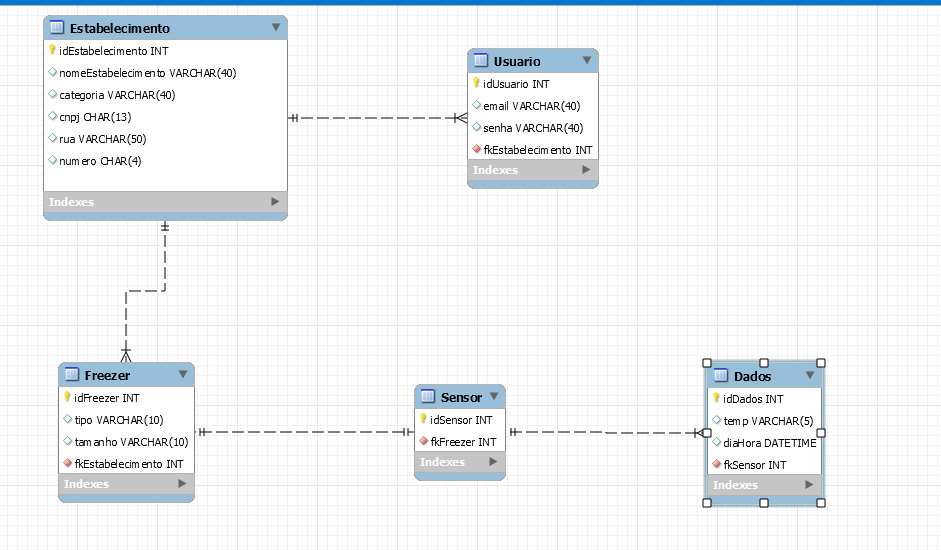 Estabelecimento
idEstabelecimento INT
nomeEstabelecimento VARCHAR(40)
categoria VARCHAR(40)
cnpj CHAR(13)
rua VARCHAR(50)
numero CHAR(4)
Indexes
Usuario
idUsuario INT
email VARCHAR(40)
senha VARCHAR(40)
fkEstabelecimento INT
Indexes
Freezer
idFreezer INT
tipo VARCHAR(10)
tamanho VARCHAR(10)
fkEstabelecimento INT
Indexes
Sensor
idSensor INT
fkFreezer INT
Indexes
Dados
idDados INT
temp VARCHAR(5)
diaHora DATETIME
fkSensor INT
Indexes